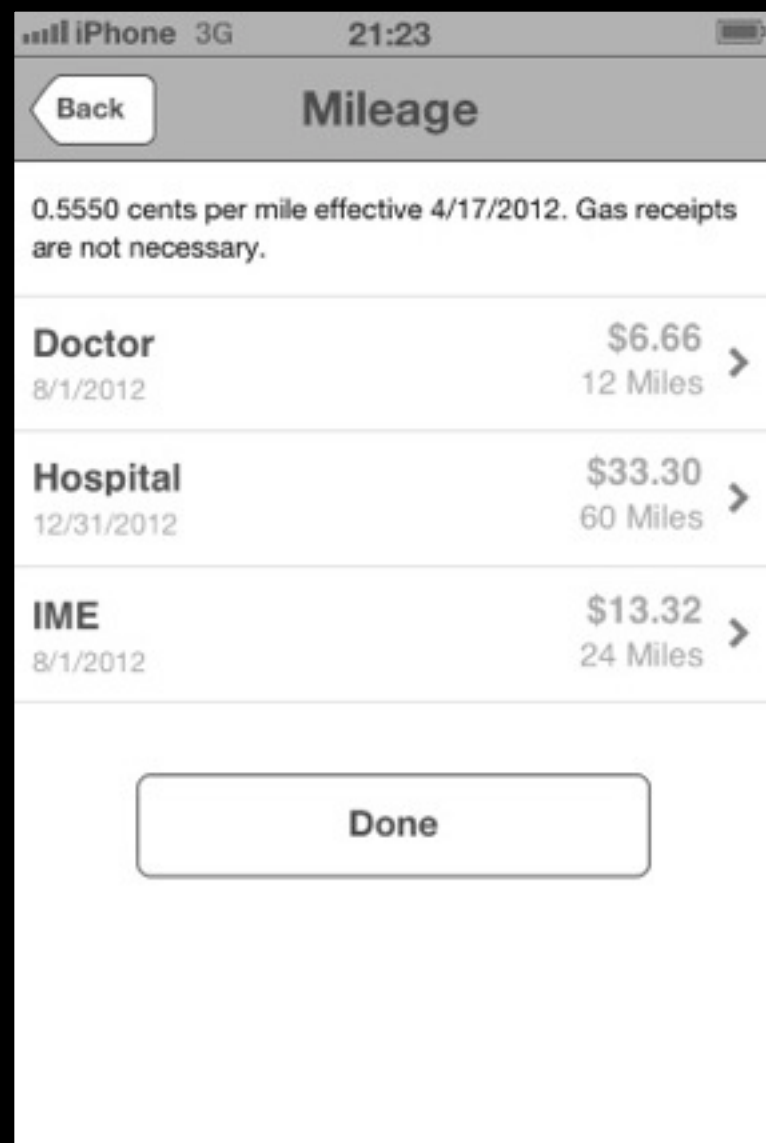 iPhone 3G 21:23
Back Mileage
0.5550 cents per mile effective 4/17/2012. Gas receipts
are not necessary.
Doctor $6.66
8/1/2012 12 Miles
Hospital $33.30
12/31/2012 60 Miles
IME $13.32
8/1/2012 24 Miles
Done